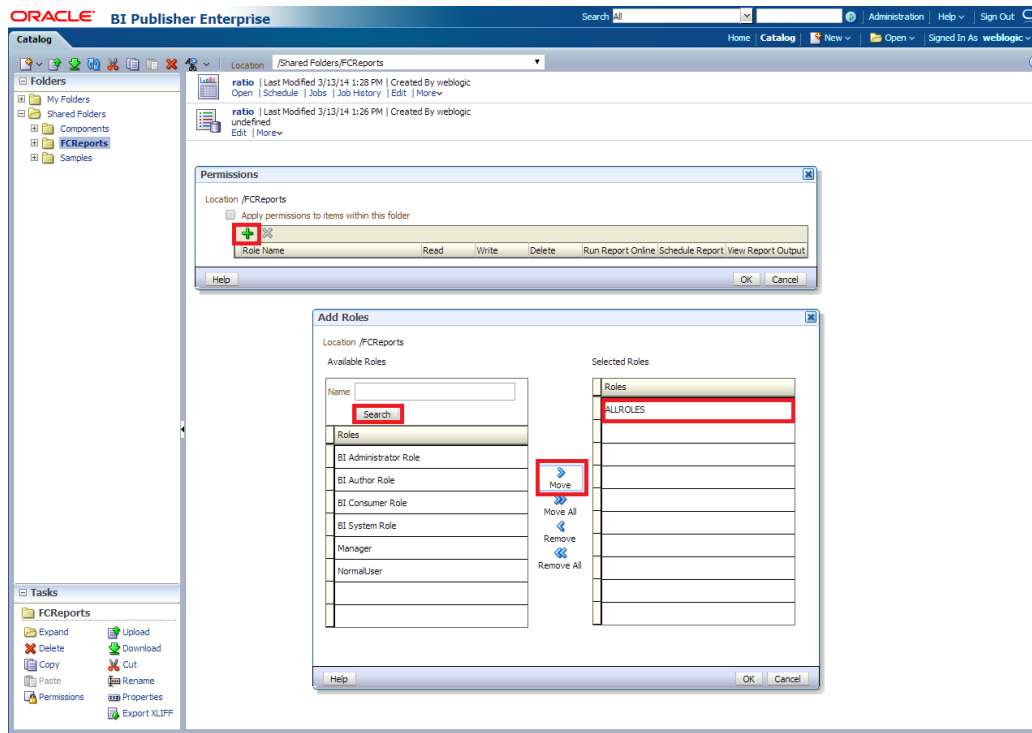 ORACLE BI Publisher Enterprise
Search All
Administration Help Sign Out
Catalog
Home Catalog New Open Signed In As weblogic
Location /Shared Folders/FCReports
Folders
My Folders
Shared Folders
Components
FCReports
Samples
ratio | Last Modified 3/13/14 1:28 PM | Created By weblogic
Open | Schedule | Jobs | Job History | Edit | More
ratio | Last Modified 3/13/14 1:26 PM | Created By weblogic
undefined
Edit | More
Permissions
Location /FCReports
Apply permissions to items within this folder
Role Name Read Write Delete Run Report Online Schedule Report View Report Output
Help OK Cancel
Add Roles
Location /FCReports
Available Roles
Selected Roles
Name
Search
Roles
BI Administrator Role
BI Author Role
BI Consumer Role
BI System Role
Manager
NormalUser
Move
Move All
Remove
Remove All
Roles
ALLROLES
Help OK Cancel
Tasks
FCReports
Expand Upload
Delete Download
Copy Cut
Paste Rename
Permissions Properties
Export XLIFF